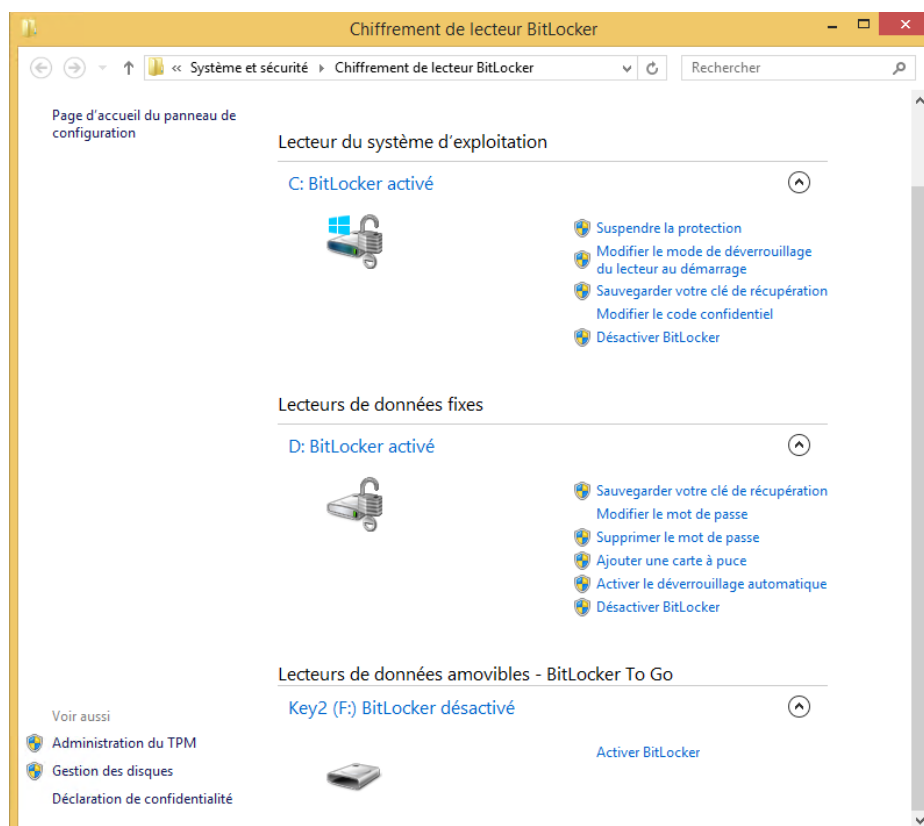 Chiffrement de lecteur BitLocker
« Système et sécurité ▸ Chiffrement de lecteur BitLocker
Rechercher
Page d'accueil du panneau de
configuration
Lecteur du système d'exploitation
C: BitLocker activé
Suspendre la protection
Modifier le mode de déverrouillage
du lecteur au démarrage
Sauvegarder votre clé de récupération
Modifier le code confidentiel
Désactiver BitLocker
Lecteurs de données fixes
D: BitLocker activé
Sauvegarder votre clé de récupération
Modifier le mot de passe
Supprimer le mot de passe
Ajouter une carte à puce
Activer le déverrouillage automatique
Désactiver BitLocker
Lecteurs de données amovibles - BitLocker To Go
Key2 (F:) BitLocker désactivé
Activer BitLocker
Voir aussi
Administration du TPM
Gestion des disques
Déclaration de confidentialité